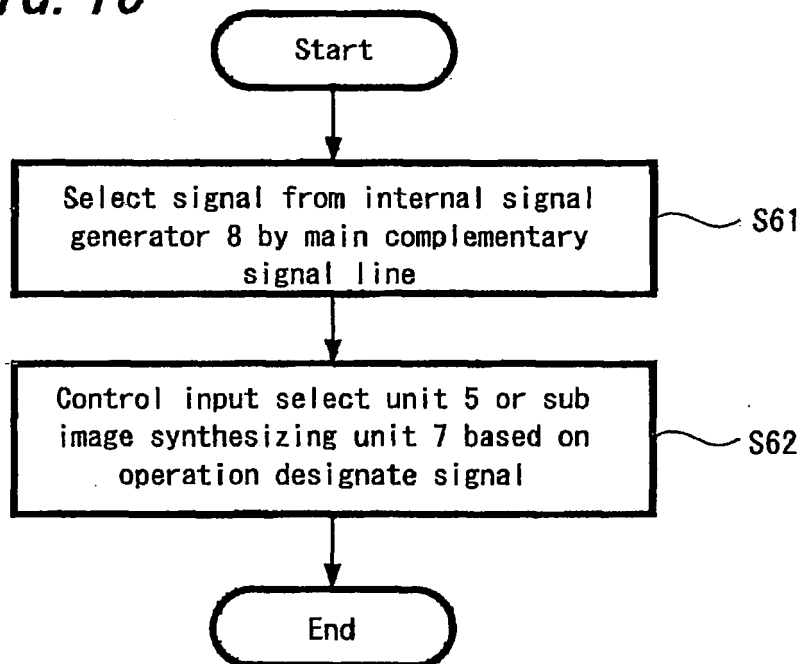 Start
Select signal from internal signal
generator 8 by main complementary
signal line
S61
Control input select unit 5 or sub
image synthesizing unit 7 based on
operation designate signal
S62
End